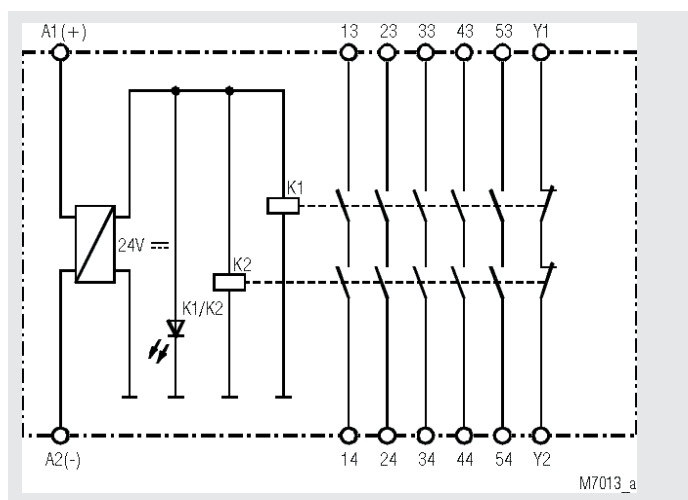 A1(+) 13 23 33 43 53 Y1
K1
24V
K2
K1/K2
A2(-) 14 24 34 44 54 Y2
M7013_a